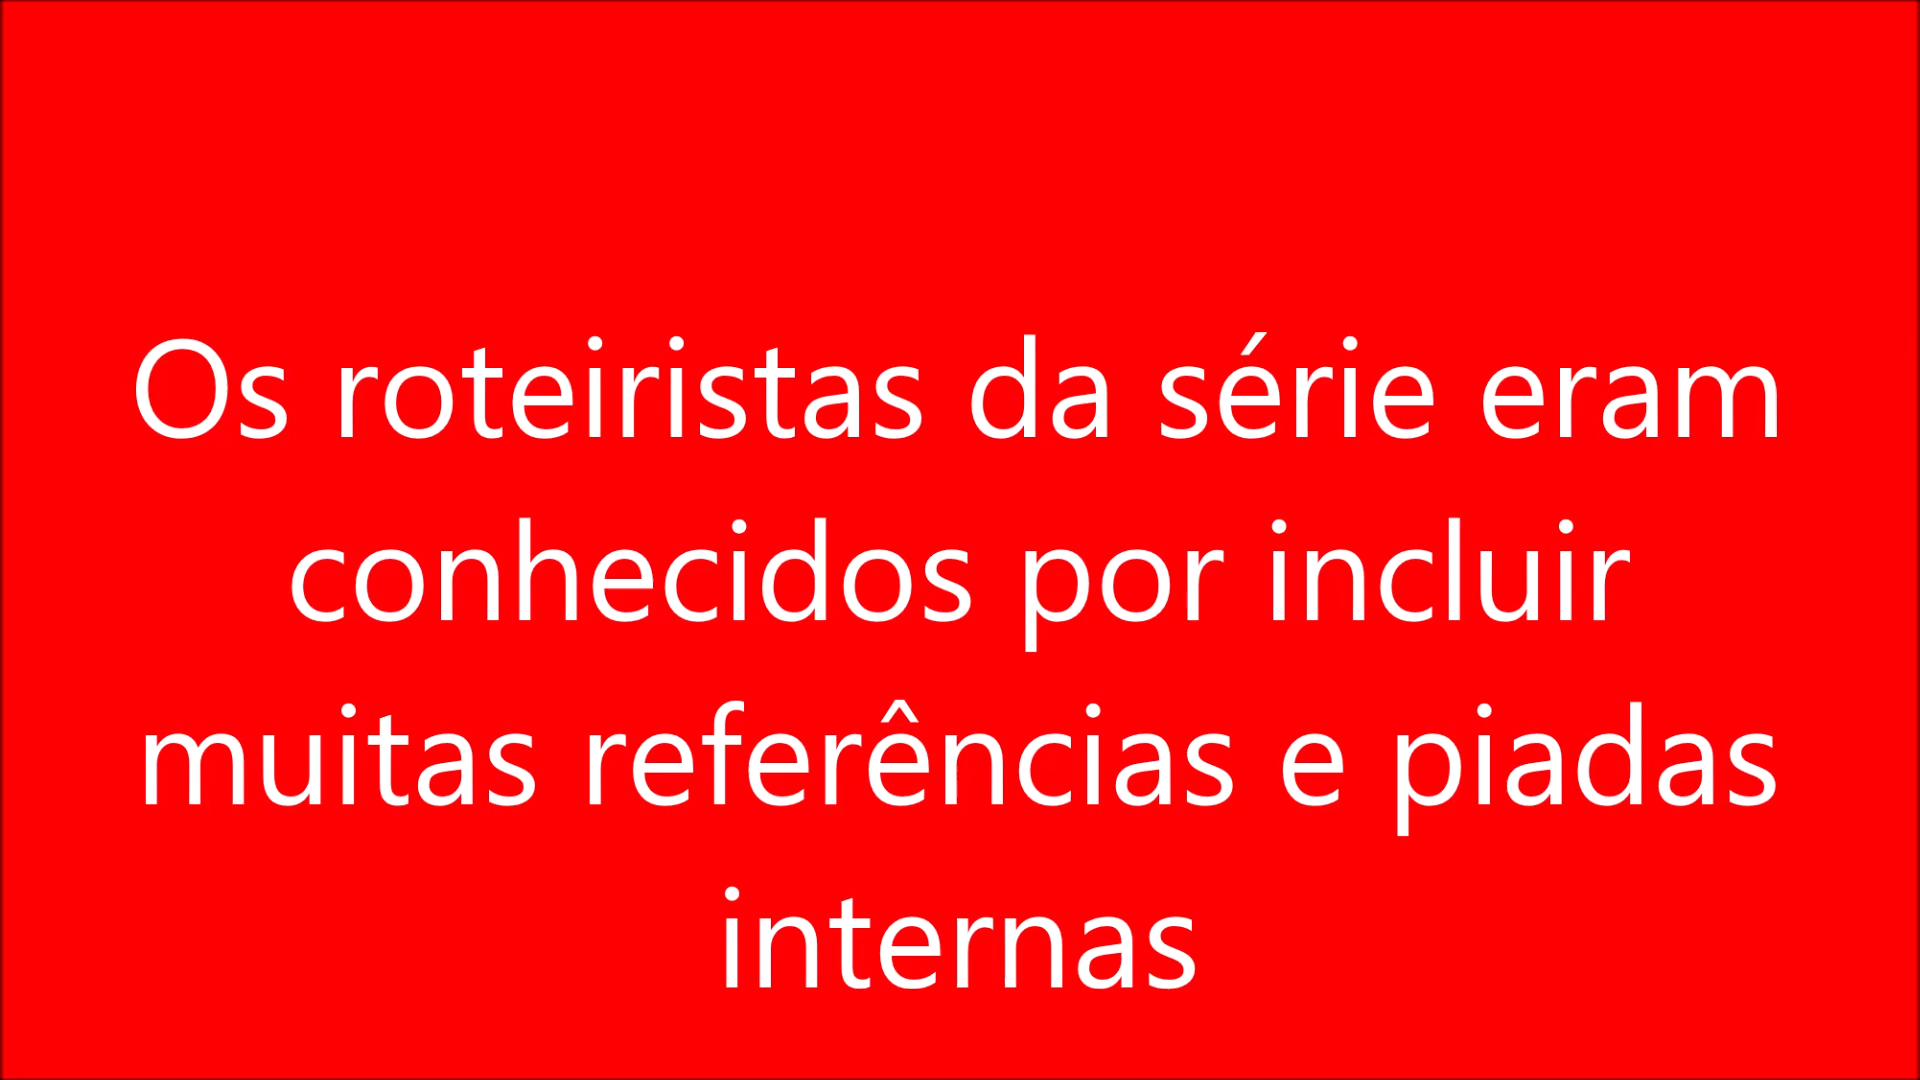 Os roteiristas da série eram
conhecidos por incluir
muitas referências e piadas
internas